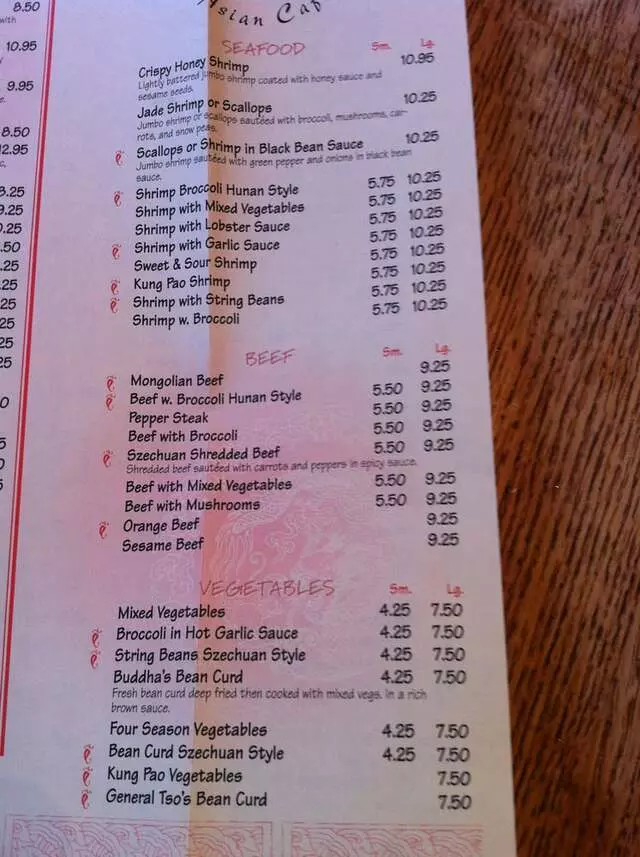 Asian
SEAFOOD Sm. Lg.
Crispy Honey Shrimp 10.95
Lightly battered jumbo shrimp coated with honey sauce and
sesame seeds.
Jade Shrimp or Scallops 10.25
Jumbo shrimp or scallops sautéed with broccoli, mushrooms, car-
rots, and snow peas.
Scallops or Shrimp in Black Bean Sauce 10.25
Jumbo shrimp sautéed with green pepper and onions in black bean
sauce.
Shrimp Broccoli Hunan Style 5.75 10.25
Shrimp with Mixed Vegetables 5.75 10.25
Shrimp with Lobster Sauce 5.75 10.25
Shrimp with Garlic Sauce 5.75 10.25
Sweet & Sour Shrimp 5.75 10.25
Kung Pao Shrimp 5.75 10.25
Shrimp with String Beans 5.75 10.25
Shrimp w. Broccoli 5.75 10.25
BEEF Sm. Lg.
Mongolian Beef 9.25
Beef w. Broccoli Hunan Style 5.50 9.25
Pepper Steak 5.50 9.25
Beef with Broccoli 5.50 9.25
Szechuan Shredded Beef 5.50 9.25
Shredded beef sautéed with carrots and peppers in spicy sauce.
Beef with Mixed Vegetables 5.50 9.25
Beef with Mushrooms 5.50 9.25
Orange Beef 9.25
Sesame Beef 9.25
VEGETABLES Sm. Lg.
Mixed Vegetables 4.25 7.50
Broccoli in Hot Garlic Sauce 4.25 7.50
String Beans Szechuan Style 4.25 7.50
Buddha's Bean Curd 4.25 7.50
Fresh bean curd deep fried then cooked with mixed vegs. in a rich
brown sauce.
Four Season Vegetables 4.25 7.50
Bean Curd Szechuan Style 4.25 7.50
Kung Pao Vegetables 7.50
General Tso's Bean Curd 7.50
8.50
with
10.95
9.95
8.50
12.95